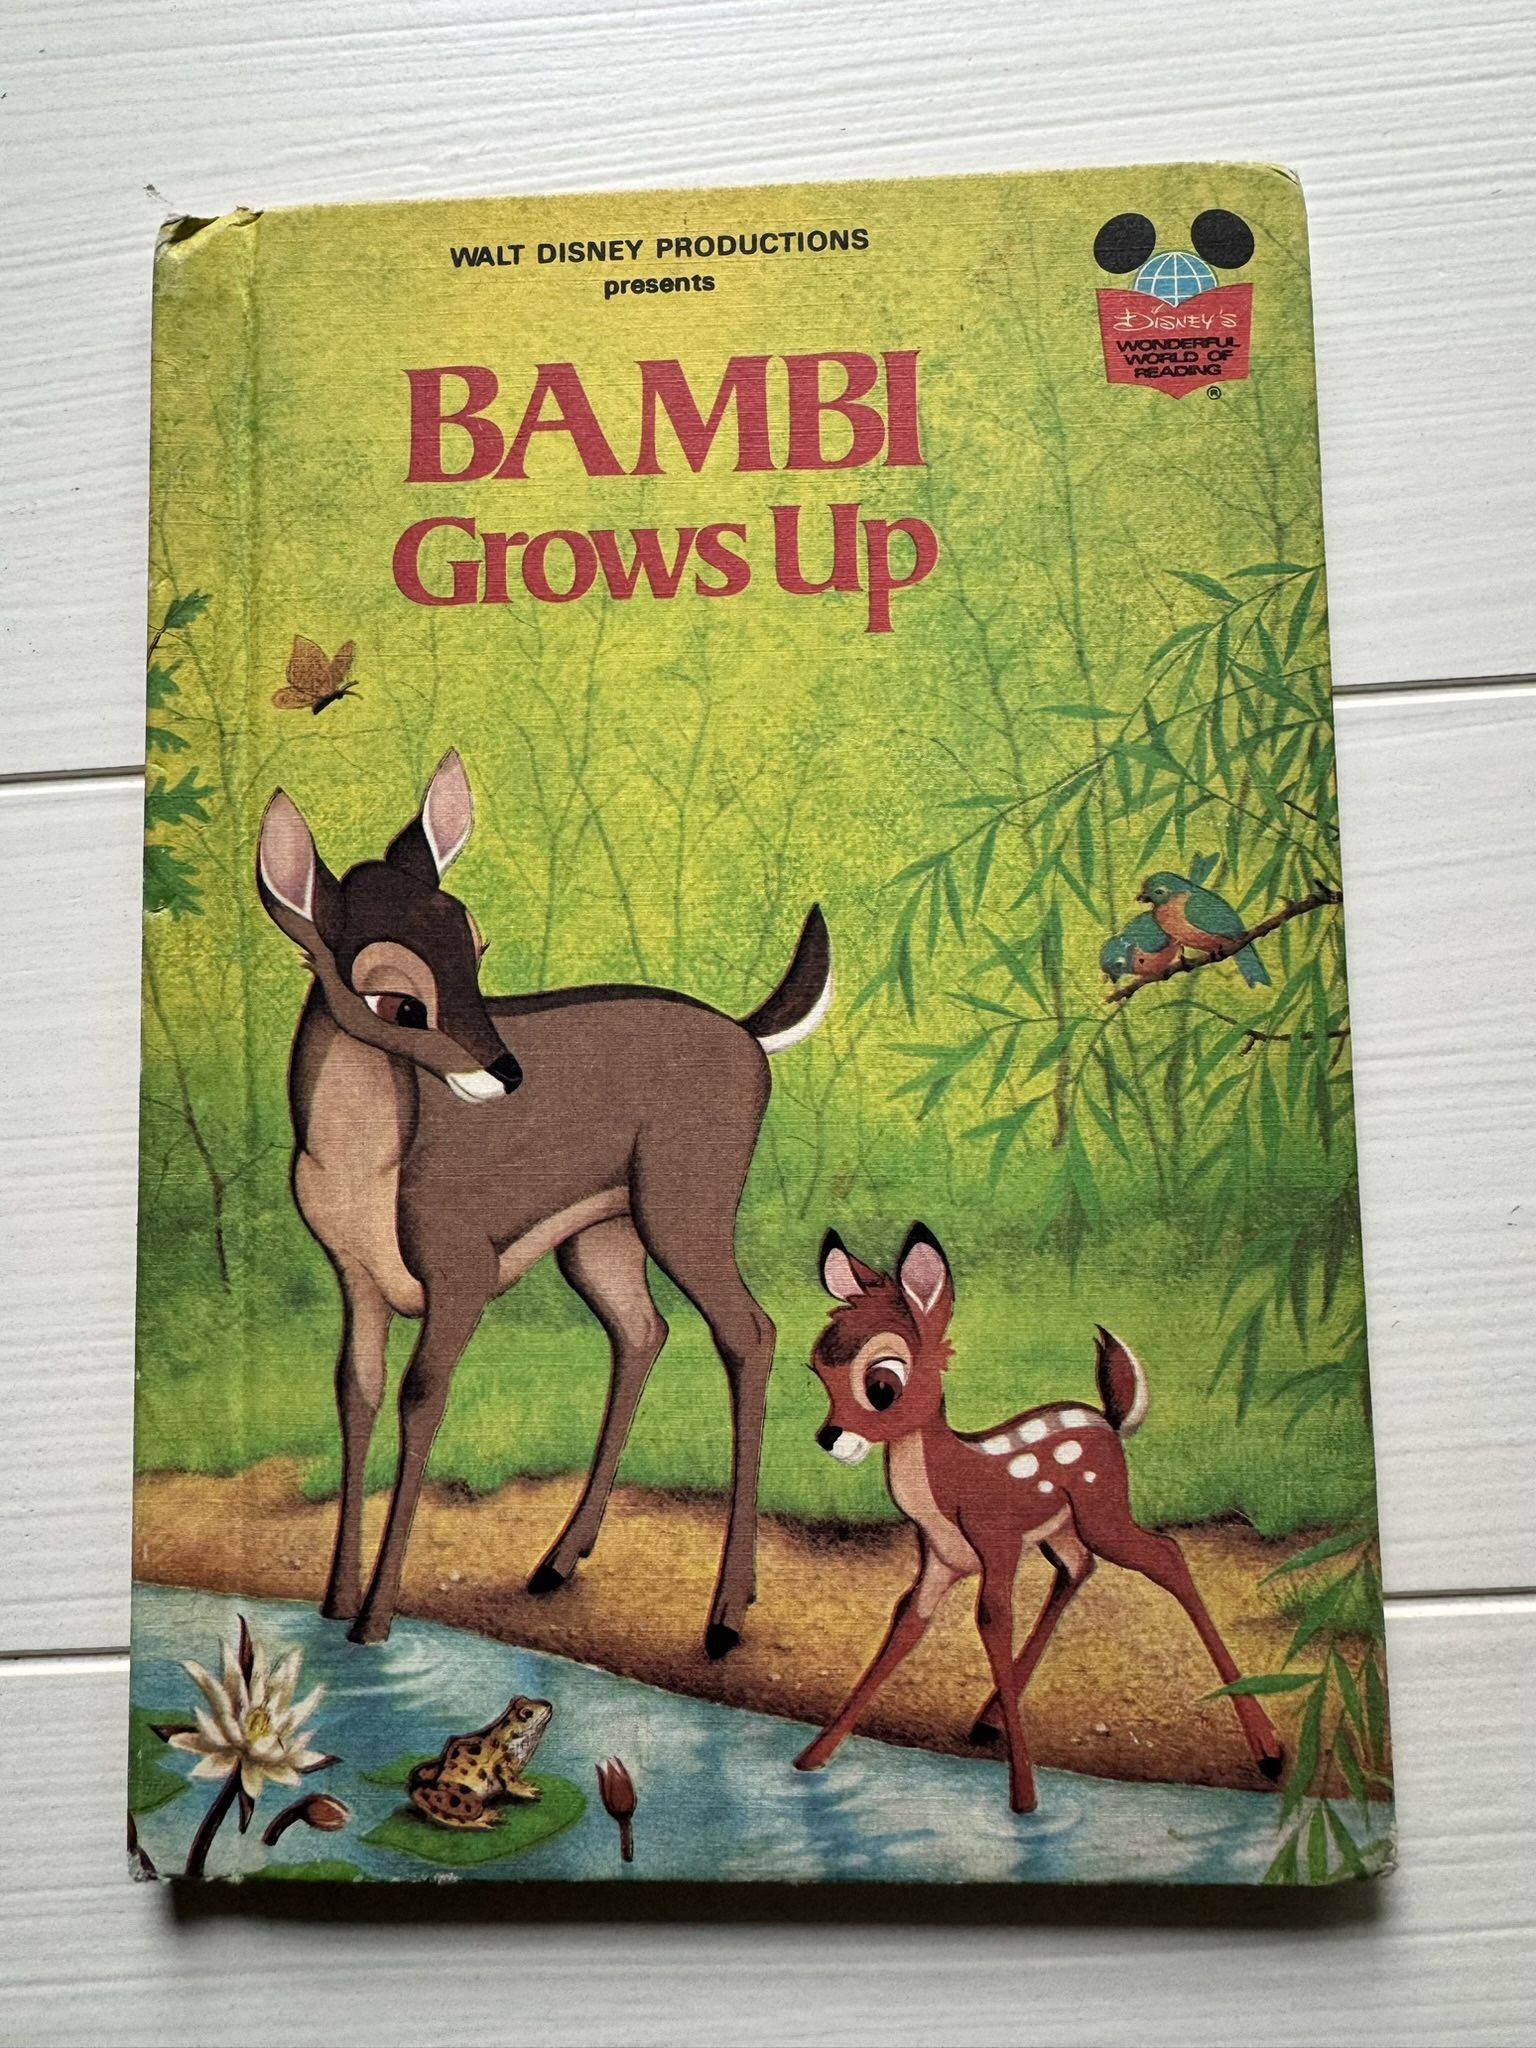 WALT DISNEY PRODUCTIONS
presents
BAMBI
Grows Up
DISNEY'S
WONDERFUL
WORLD OF
READING
®